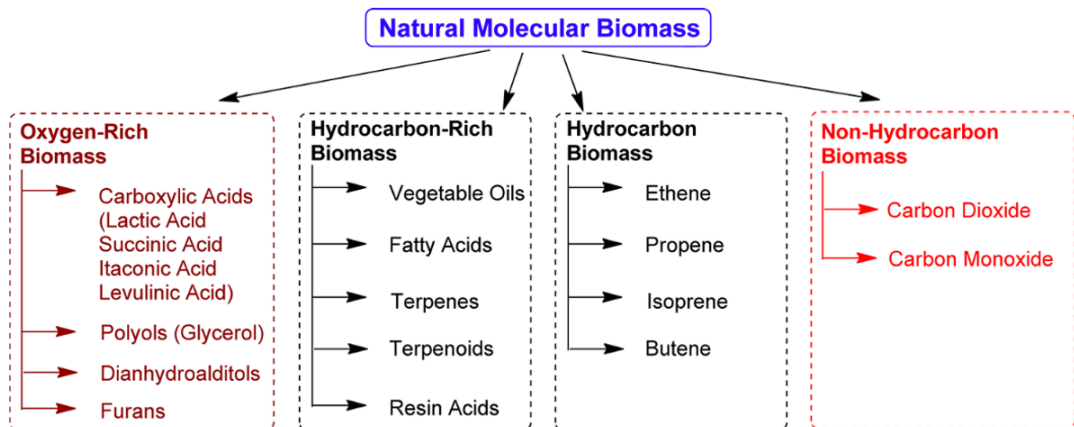 Natural Molecular Biomass
Oxygen-Rich
Biomass
Carboxylic Acids
(Lactic Acid
Succinic Acid
Itaconic Acid
Levulinic Acid)
Polyols (Glycerol)
Dianhydroalditols
Furans
Hydrocarbon-Rich
Biomass
Vegetable Oils
Fatty Acids
Terpenes
Terpenoids
Resin Acids
Hydrocarbon
Biomass
Ethene
Propene
Isoprene
Butene
Non-Hydrocarbon
Biomass
Carbon Dioxide
Carbon Monoxide